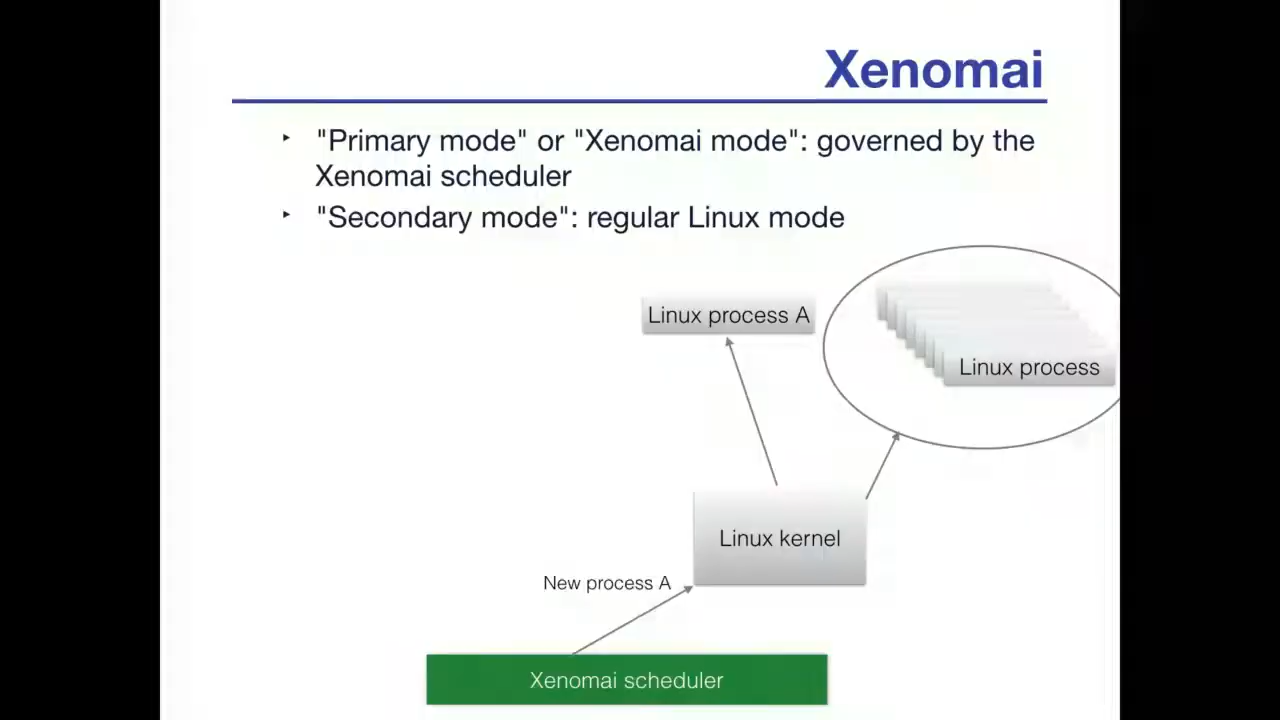 Xenomai
‣ "Primary mode" or "Xenomai mode": governed by the
Xenomai scheduler
‣ "Secondary mode": regular Linux mode
Linux process A
Linux process
Linux kernel
New process A
Xenomai scheduler